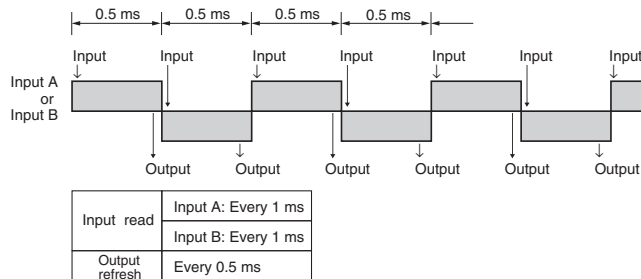 0.5 ms 0.5 ms 0.5 ms 0.5 ms
Input Input Input Input Input Input Input
Input A
or
Input B
Output Output Output Output Output Output
Input read
Input A: Every 1 ms
Input B: Every 1 ms
Output
refresh
Every 0.5 ms